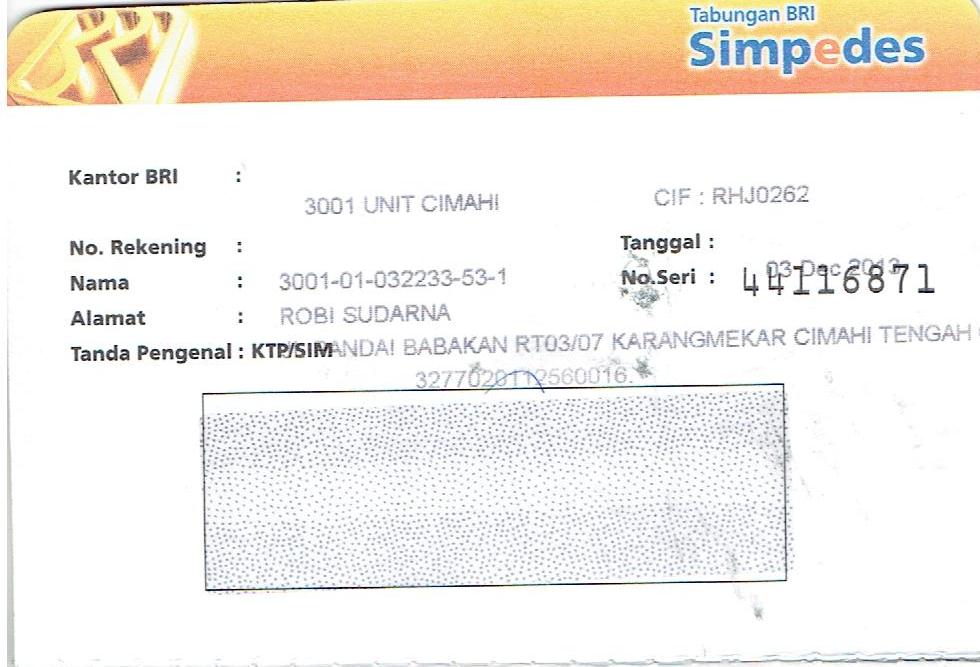 Tabungan BRI
Simpedes
Kantor BRI :
3001 UNIT CIMAHI CIF : RHJ0262
No. Rekening : Tanggal :
Nama : 3001-01-032233-53-1 No.Seri : 44116871
03 Dec 2013
Alamat : ROBI SUDARNA
Tanda Pengenal : KTP/SIM BABAKAN RT03/07 KARANGMEKAR CIMAHI TENGAH
3277020112560016.